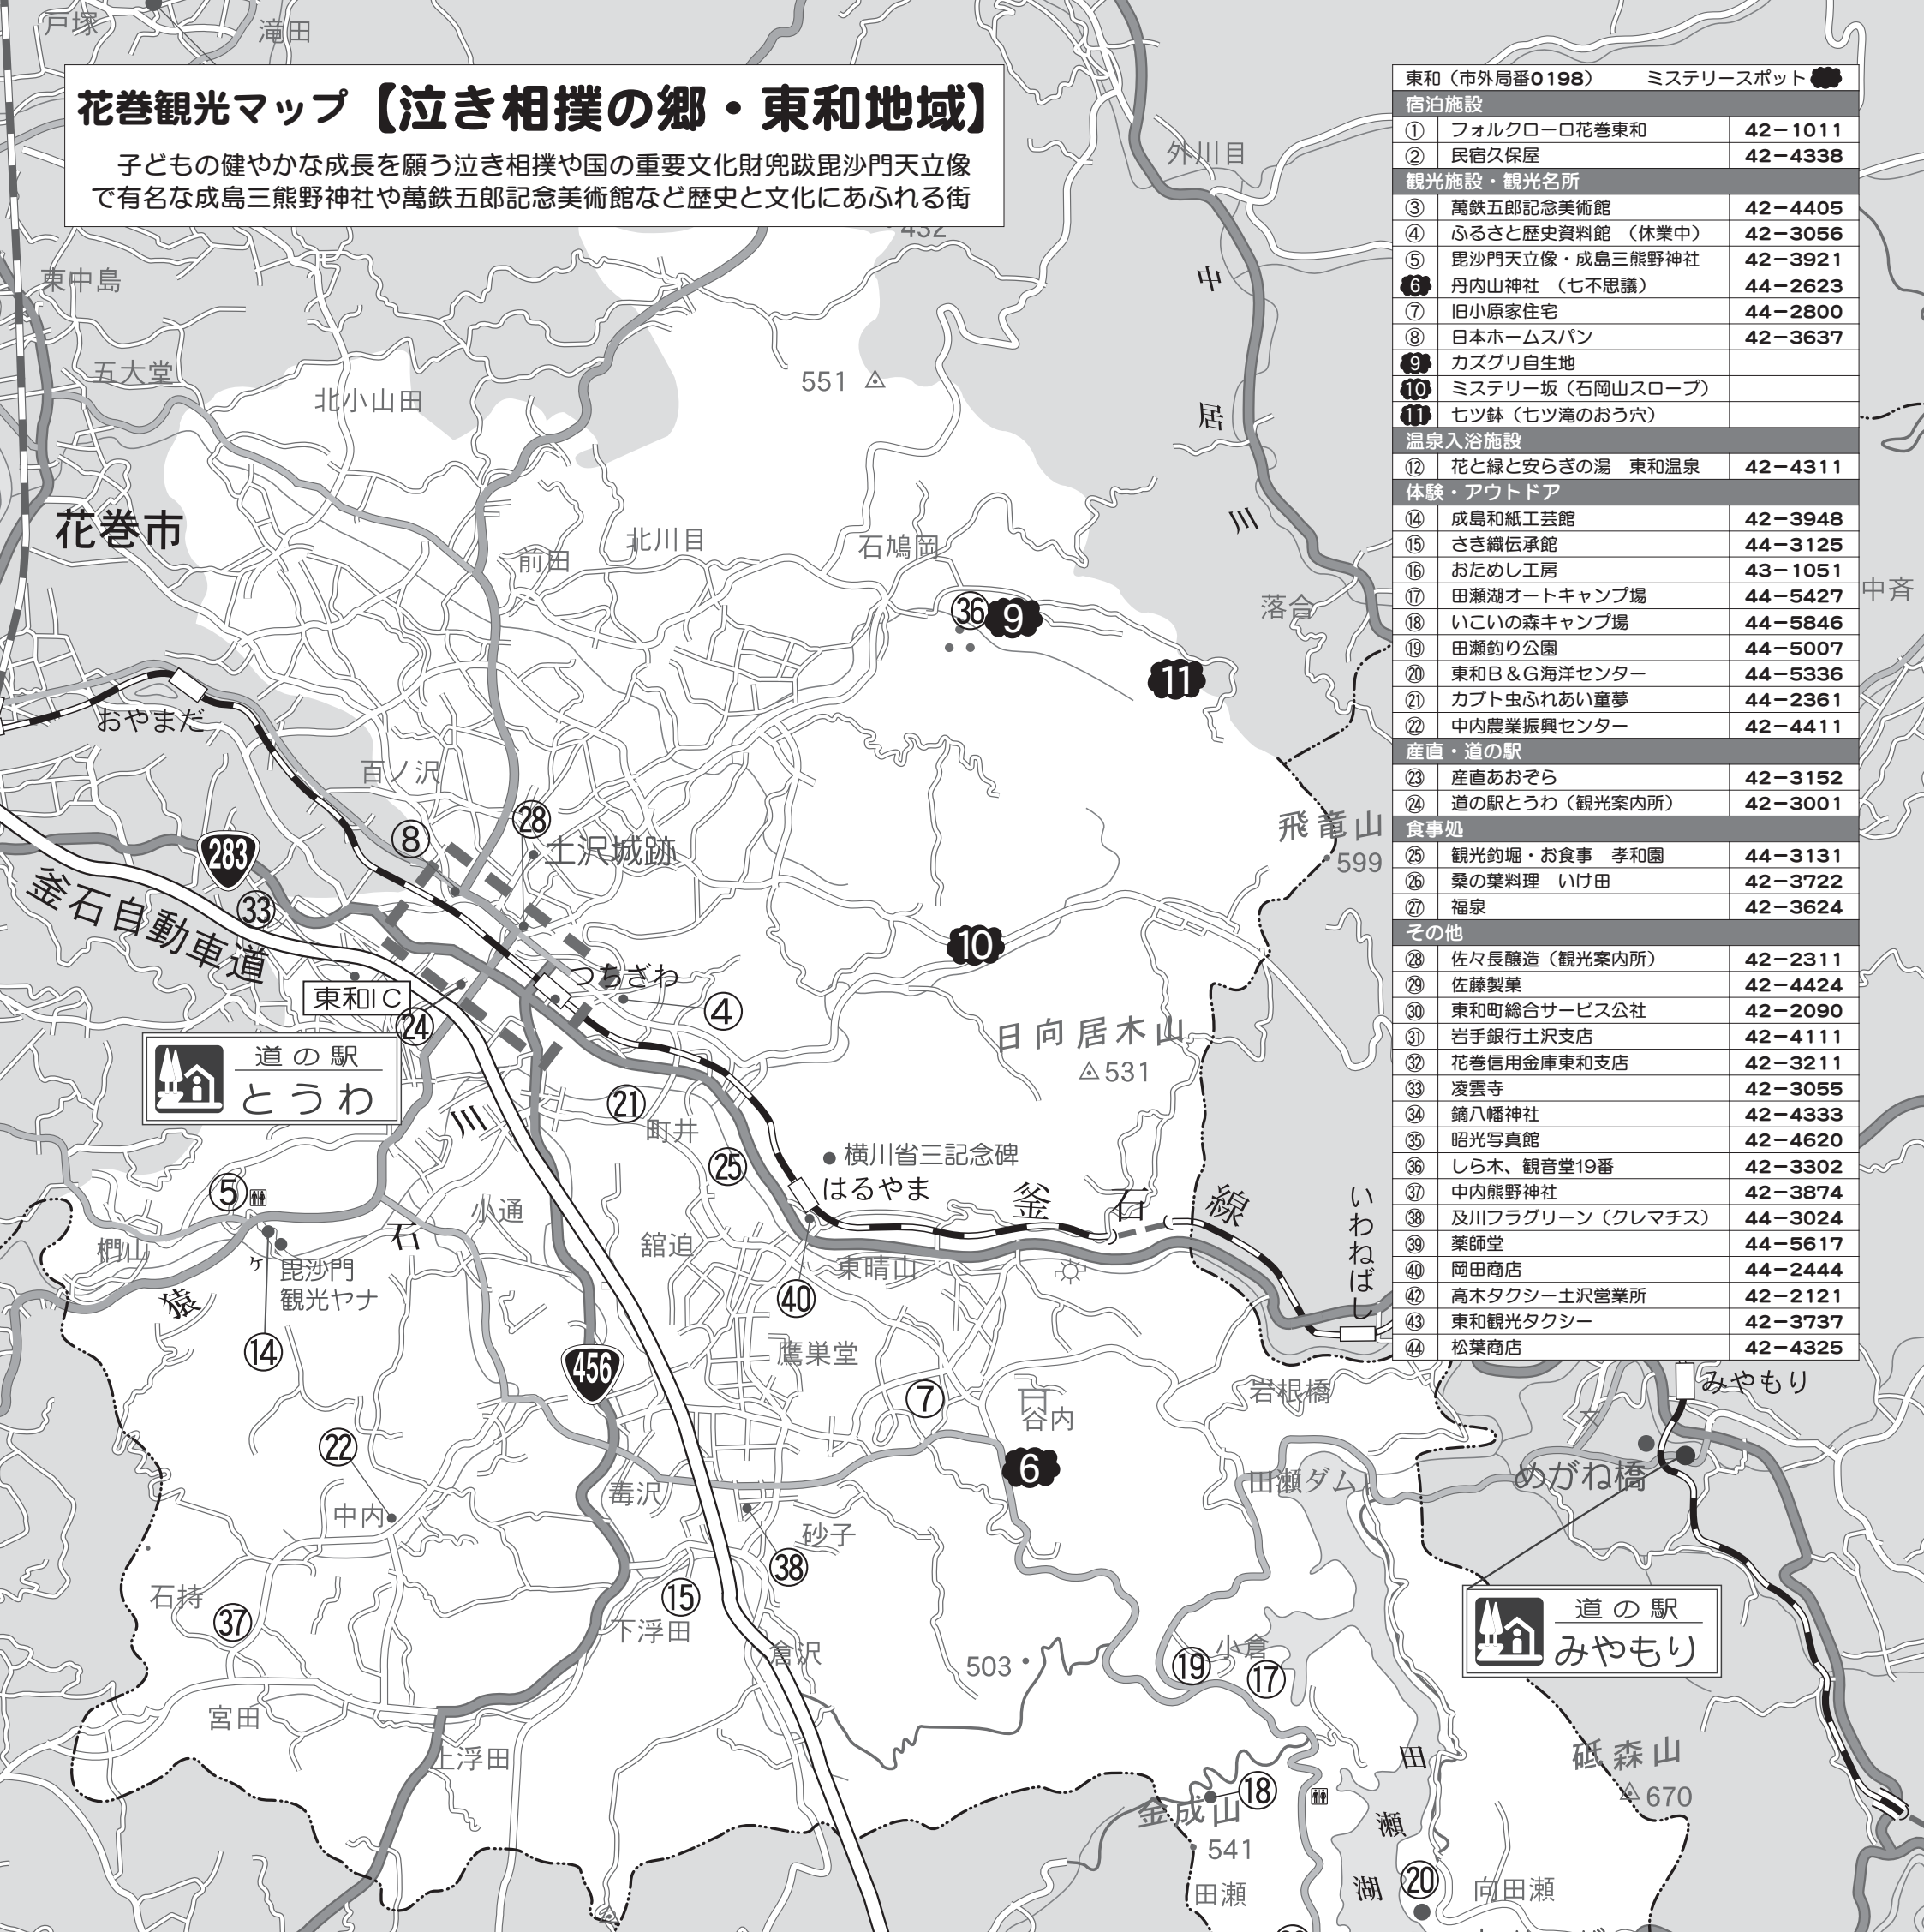 戸塚
滝田
花巻観光マップ【泣き相撲の郷・東和地域】
子どもの健やかな成長を願う泣き相撲や国の重要文化財兜跋毘沙門天立像
で有名な成島三熊野神社や萬鉄五郎記念美術館など歴史と文化にあふれる街
432
外川目
東中島
中居川
五大堂
551
北小山田
花巻市
前田
北川目
石鳩岡
落合
中斉
36
9
11
おやまだ
百ノ沢
飛竜山
599
8
28
土沢城跡
283
33
釜石自動車道
10
つちざわ
東和IC
24
4
道の駅
とうわ
日向居木山
531
川
21
町井
25
横川省三記念碑
はるやま
釜石線
いわねばし
5
小通
石
椚山
舘迫
東晴山
毘沙門
観光ヤナ
ヶ
猿
40
14
鷹巣堂
456
7
谷内
岩根橋
みやもり
22
6
田瀬ダム
めがね橋
毒沢
中内
砂子
38
石持
15
37
下浮田
道の駅
みやもり
倉沢
503
19
小倉
17
宮田
上浮田
田瀬湖
砥森山
670
金成山
18
541
田瀬
20
向田瀬
東和（市外局番0198）　ミステリースポット
宿泊施設
① フォルクローロ花巻東和 42－1011
② 民宿久保屋 42－4338
観光施設・観光名所
③ 萬鉄五郎記念美術館 42－4405
④ ふるさと歴史資料館 （休業中） 42－3056
⑤ 毘沙門天立像・成島三熊野神社 42－3921
6 丹内山神社 （七不思議） 44－2623
⑦ 旧小原家住宅 44－2800
⑧ 日本ホームスパン 42－3637
9 カズグリ自生地
10 ミステリー坂（石岡山スロープ）
11 七ツ鉢（七ツ滝のおう穴）
温泉入浴施設
⑫ 花と緑と安らぎの湯　東和温泉 42－4311
体験・アウトドア
⑭ 成島和紙工芸館 42－3948
⑮ さき織伝承館 44－3125
⑯ おためし工房 43－1051
⑰ 田瀬湖オートキャンプ場 44－5427
⑱ いこいの森キャンプ場 44－5846
⑲ 田瀬釣り公園 44－5007
⑳ 東和Ｂ＆Ｇ海洋センター 44－5336
㉑ カブト虫ふれあい童夢 44－2361
㉒ 中内農業振興センター 42－4411
産直・道の駅
㉓ 産直あおぞら 42－3152
㉔ 道の駅とうわ（観光案内所） 42－3001
食事処
㉕ 観光釣堀・お食事　孝和園 44－3131
㉖ 桑の葉料理　いけ田 42－3722
㉗ 福泉 42－3624
その他
㉘ 佐々長醸造（観光案内所） 42－2311
㉙ 佐藤製菓 42－4424
㉚ 東和町総合サービス公社 42－2090
㉛ 岩手銀行土沢支店 42－4111
㉜ 花巻信用金庫東和支店 42－3211
㉝ 凌雲寺 42－3055
㉞ 鏑八幡神社 42－4333
㉟ 昭光写真館 42－4620
㊱ しら木、観音堂19番 42－3302
㊲ 中内熊野神社 42－3874
㊳ 及川フラグリーン（クレマチス） 44－3024
㊴ 薬師堂 44－5617
㊵ 岡田商店 44－2444
㊷ 高木タクシー土沢営業所 42－2121
㊸ 東和観光タクシー 42－3737
㊹ 松葉商店 42－4325